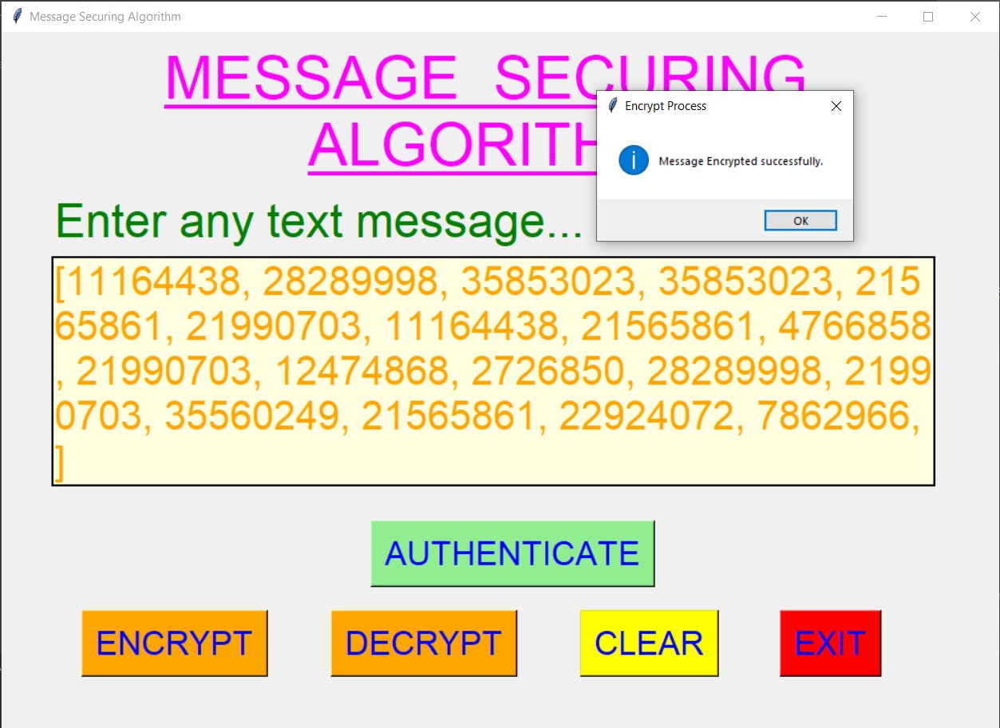 Message Securing Algorithm
MESSAGE SECURING
ALGORITH
Encrypt Process
Message Encrypted successfully.
OK
Enter any text message...
[11164438, 28289998, 35853023, 35853023, 215
65861, 21990703, 11164438, 21565861, 4766858
, 21990703, 12474868, 2726850, 28289998, 2199
0703, 35560249, 21565861, 22924072, 7862966,
]
AUTHENTICATE
ENCRYPT
DECRYPT
CLEAR
EXIT